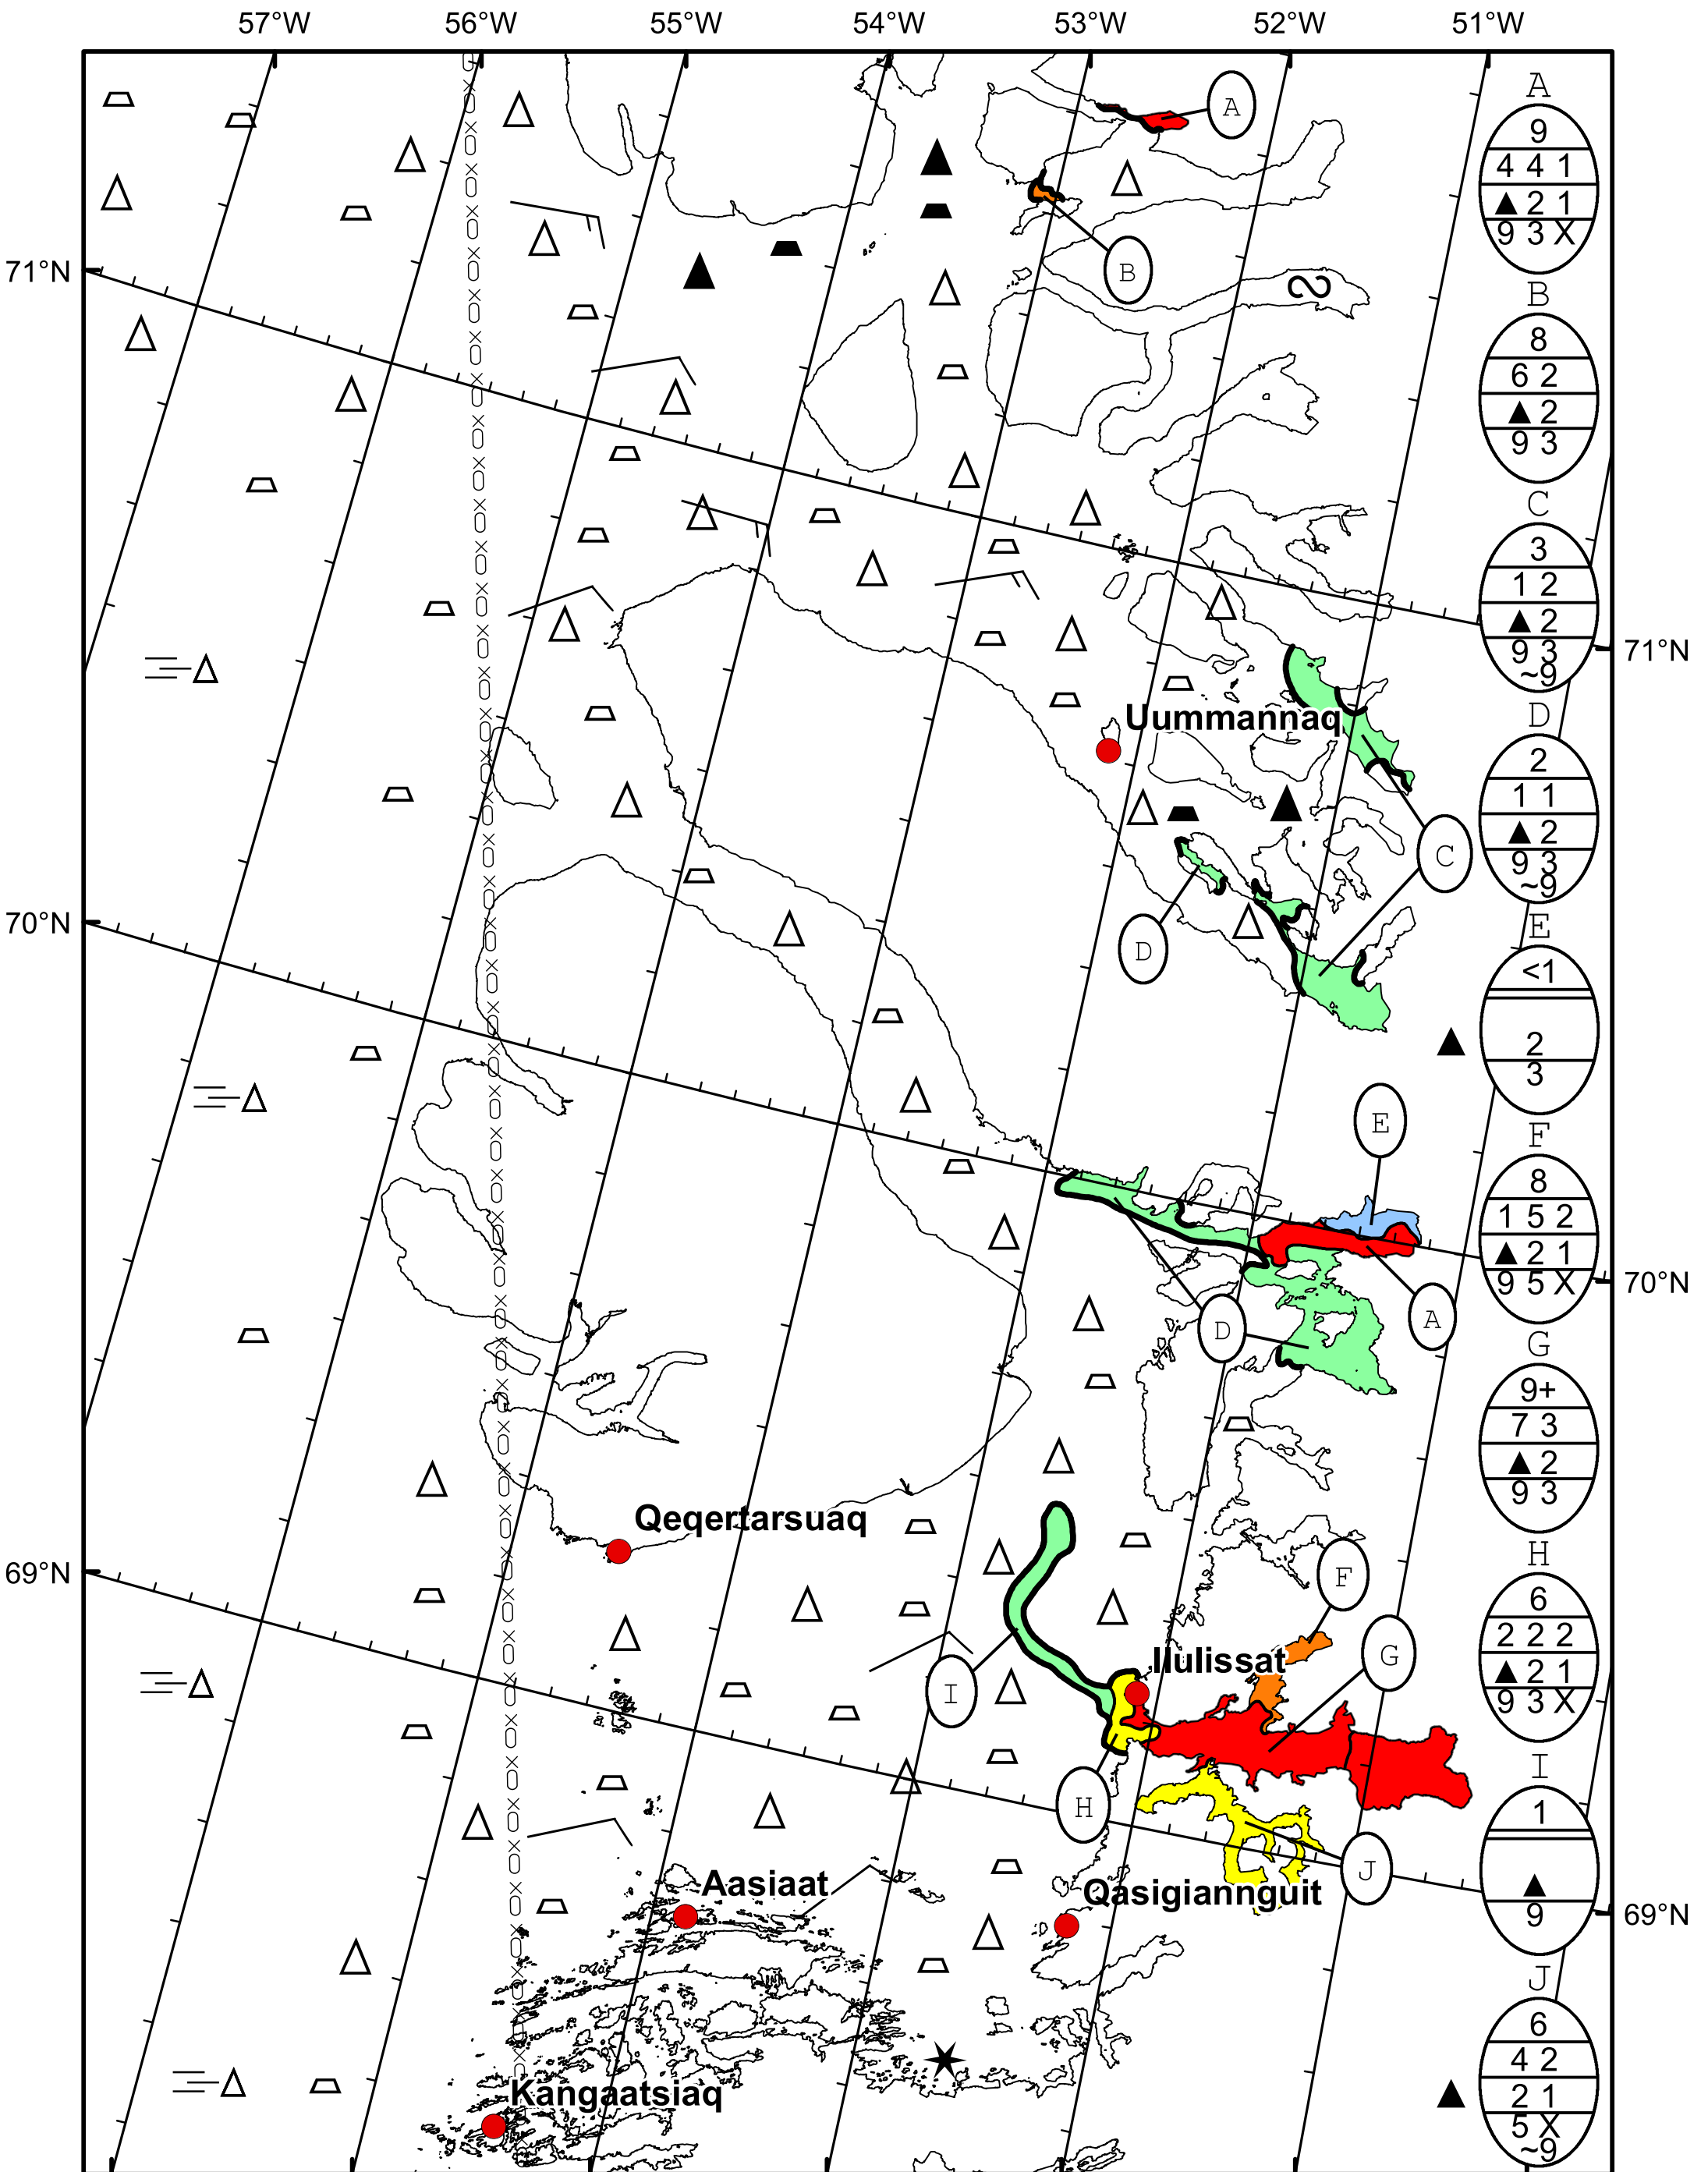 57°W 56°W 55°W 54°W 53°W 52°W 51°W
71°N
70°N
69°N
71°N
70°N
69°N
A
B
Uummannaq
C
D
E
A
D
Qeqertarsuaq
F
G
Ilulissat
I
H
J
Aasiaat
Qasigiannguit
Kangaatsiaq
A
9
4 4 1
▲ 2 1
9 3 X
B
8
6 2
▲ 2
9 3
C
3
1 2
▲ 2
9 3
~9
D
2
1 1
▲ 2
9 3
~9
E
<1
▲ 2
3
F
8
1 5 2
▲ 2 1
9 5 X
G
9+
7 3
▲ 2
9 3
H
6
2 2 2
▲ 2 1
9 3 X
I
1
▲
9
J
6
4 2
▲ 2 1
5 X
~9